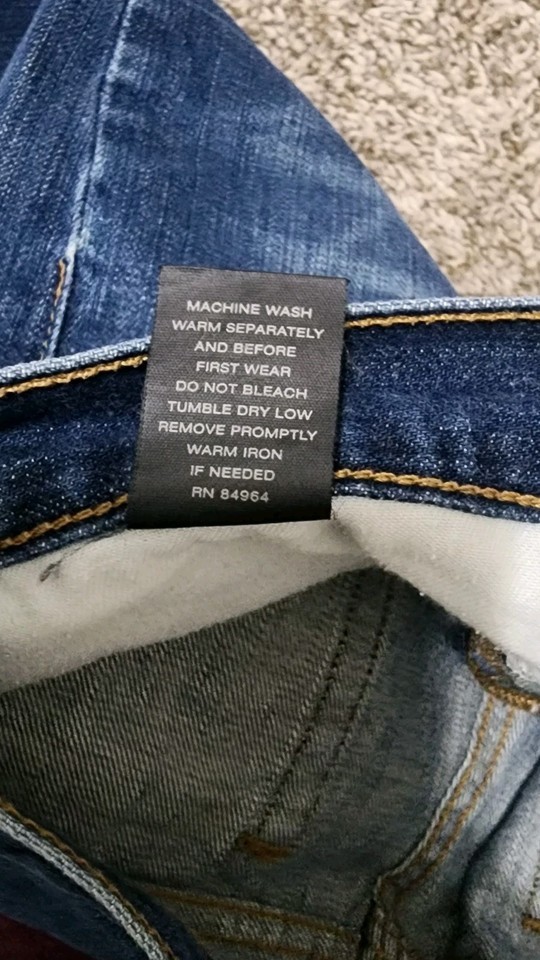 MACHINE WASH
WARM SEPARATELY
AND BEFORE
FIRST WEAR
DO NOT BLEACH
TUMBLE DRY LOW
REMOVE PROMPTLY
WARM IRON
IF NEEDED
RN 84964